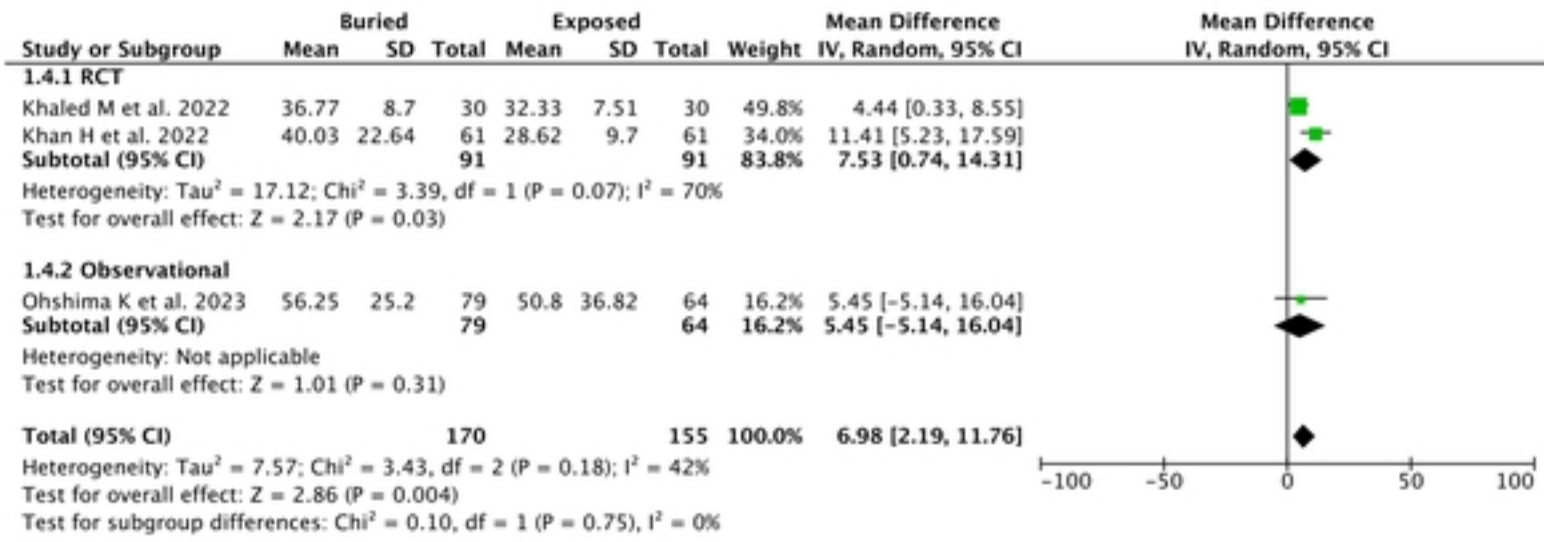 Buried Exposed Mean Difference Mean Difference
Study or Subgroup Mean SD Total Mean SD Total Weight IV, Random, 95% CI IV, Random, 95% CI
1.4.1 RCT
Khaled M et al. 2022 36.77 8.7 30 32.33 7.51 30 49.8% 4.44 [0.33, 8.55]
Khan H et al. 2022 40.03 22.64 61 28.62 9.7 61 34.0% 11.41 [5.23, 17.59]
Subtotal (95% CI) 91 91 83.8% 7.53 [0.74, 14.31]
Heterogeneity: Tau² = 17.12; Chi² = 3.39, df = 1 (P = 0.07); I² = 70%
Test for overall effect: Z = 2.17 (P = 0.03)
1.4.2 Observational
Ohshima K et al. 2023 56.25 25.2 79 50.8 36.82 64 16.2% 5.45 [−5.14, 16.04]
Subtotal (95% CI) 79 64 16.2% 5.45 [−5.14, 16.04]
Heterogeneity: Not applicable
Test for overall effect: Z = 1.01 (P = 0.31)
Total (95% CI) 170 155 100.0% 6.98 [2.19, 11.76]
Heterogeneity: Tau² = 7.57; Chi² = 3.43, df = 2 (P = 0.18); I² = 42%
Test for overall effect: Z = 2.86 (P = 0.004)
Test for subgroup differences: Chi² = 0.10, df = 1 (P = 0.75), I² = 0%
−100 −50 0 50 100